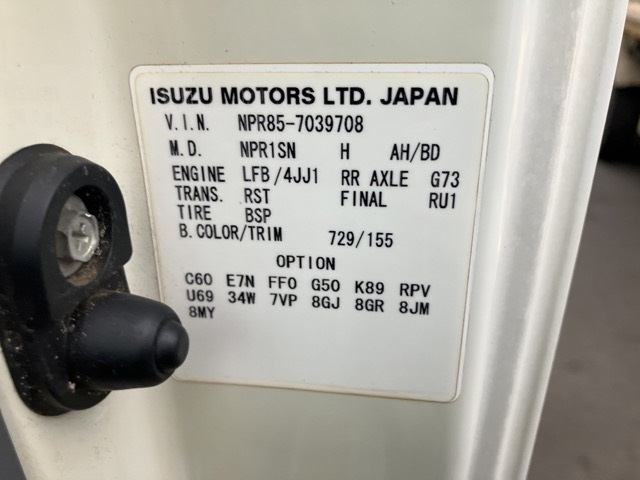 ISUZU MOTORS LTD. JAPAN
V.I.N. NPR85-7039708
M.D. NPR1SN H AH/BD
ENGINE LFB/4JJ1 RR AXLE G73
TRANS. RST FINAL RU1
TIRE BSP
B.COLOR/TRIM 729/155
OPTION
C60 E7N FF0 G50 K89 RPV
U69 34W 7VP 8GJ 8GR 8JM
8MY